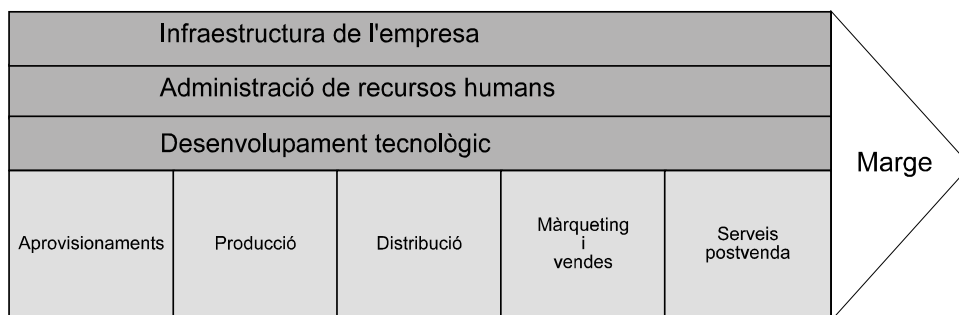 Infraestructura de l'empresa
Administració de recursos humans
Desenvolupament tecnològic
Marge
Aprovisionaments
Producció
Distribució
Màrqueting
i
vendes
Serveis
postvenda